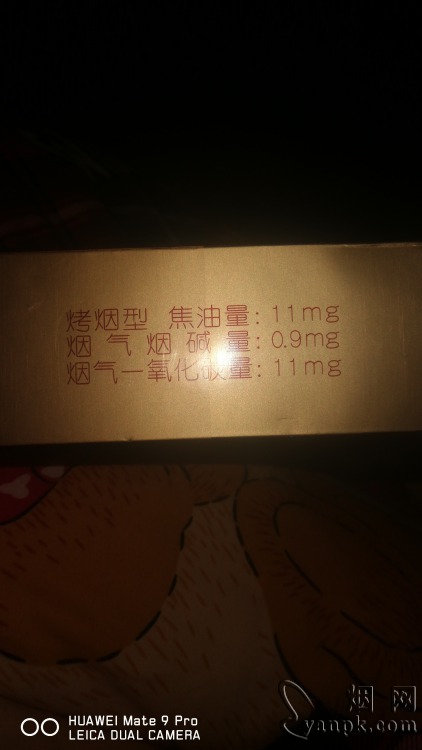 烤烟型 焦油量: 11mg
烟气烟碱量: 0.9mg
烟气一氧化碳量: 11mg
HUAWEI Mate 9 Pro
LEICA DUAL CAMERA
烟网
yanpk.com